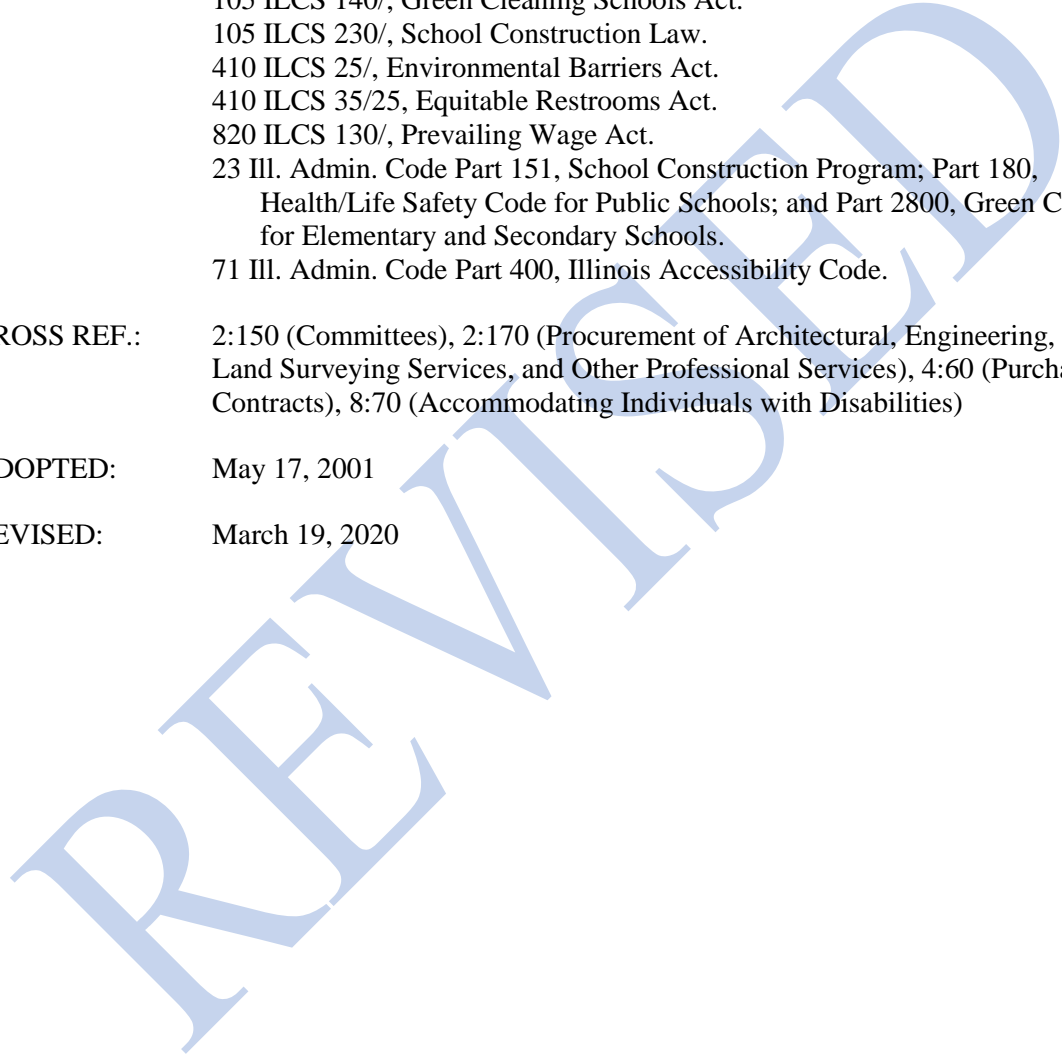 105 ILCS 140/, Green Cleaning Schools Act.
105 ILCS 230/, School Construction Law.
410 ILCS 25/, Environmental Barriers Act.
410 ILCS 35/25, Equitable Restrooms Act.
820 ILCS 130/, Prevailing Wage Act.
23 Ill. Admin. Code Part 151, School Construction Program; Part 180,
Health/Life Safety Code for Public Schools; and Part 2800, Green C
for Elementary and Secondary Schools.
71 Ill. Admin. Code Part 400, Illinois Accessibility Code.
ROSS REF.: 2:150 (Committees), 2:170 (Procurement of Architectural, Engineering,
Land Surveying Services, and Other Professional Services), 4:60 (Purcha
Contracts), 8:70 (Accommodating Individuals with Disabilities)
DOPTED: May 17, 2001
EVISED: March 19, 2020
REVISED